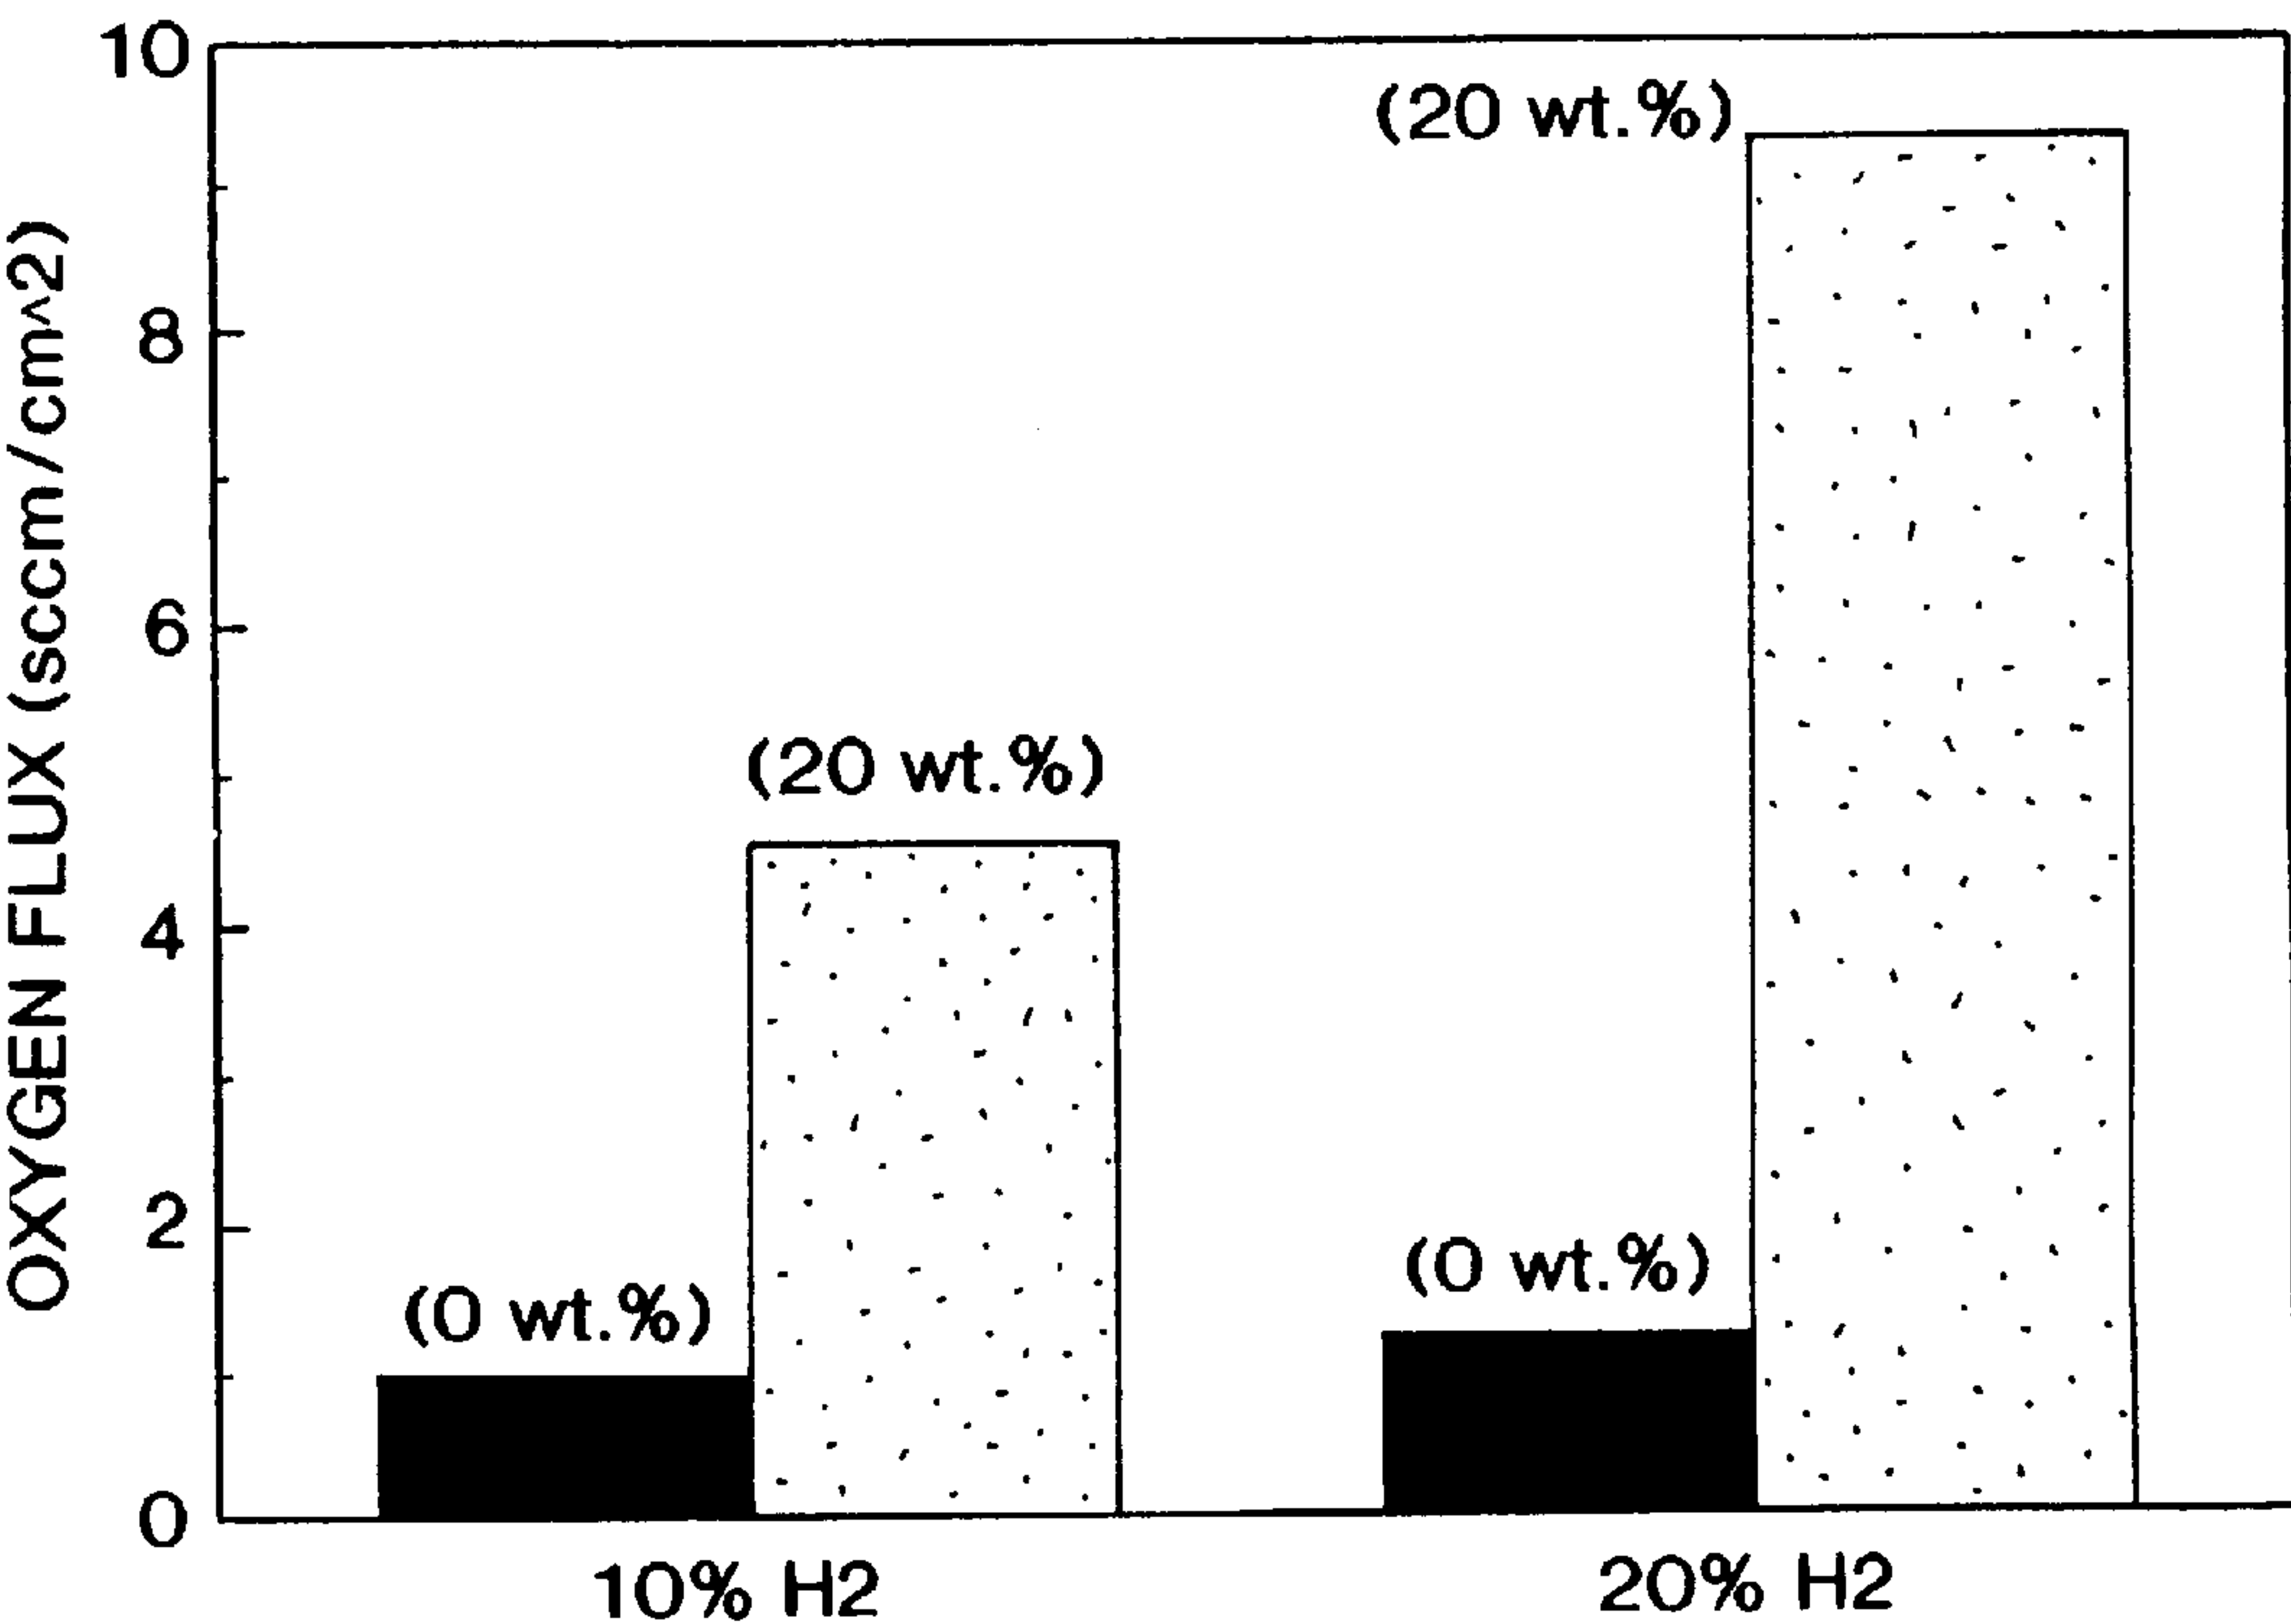 OXYGEN FLUX (sccm/cm^2)
10
8
6
4
2
0
(0 wt.%)
(20 wt.%)
(0 wt.%)
(20 wt.%)
10% H2
20% H2